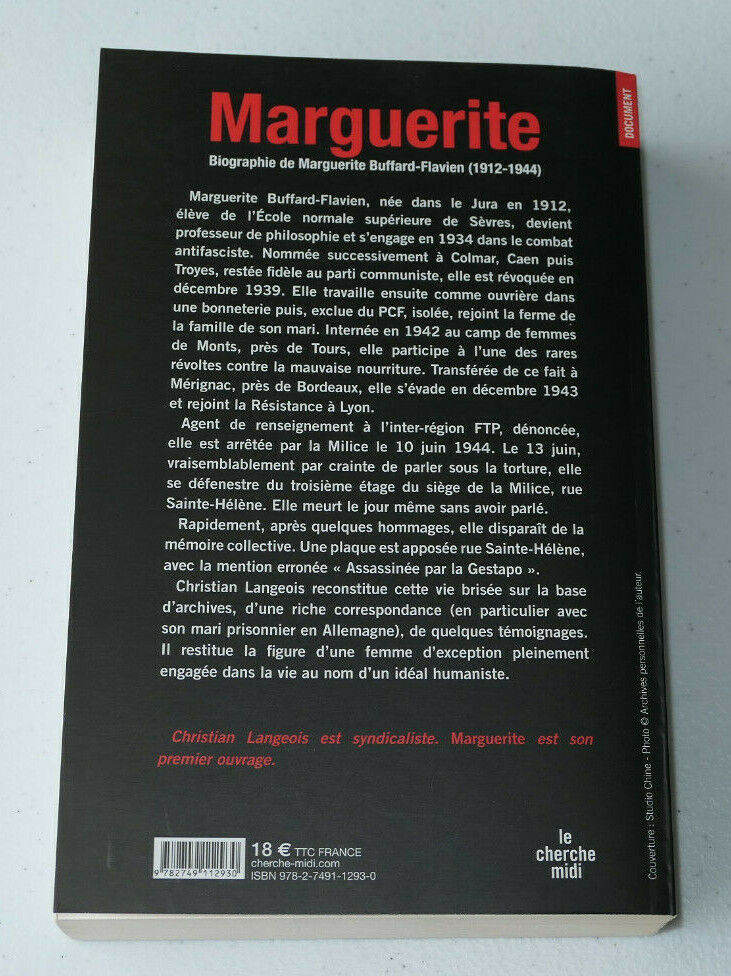 DOCUMENT
Marguerite
Biographie de Marguerite Buffard-Flavien (1912-1944)
Marguerite Buffard-Flavien, née dans le Jura en 1912,
élève de l'École normale supérieure de Sèvres, devient
professeur de philosophie et s'engage en 1934 dans le combat
antifasciste. Nommée successivement à Colmar, Caen puis
Troyes, restée fidèle au parti communiste, elle est révoquée en
décembre 1939. Elle travaille ensuite comme ouvrière dans
une bonneterie puis, exclue du PCF, isolée, rejoint la ferme de
la famille de son mari. Internée en 1942 au camp de femmes
de Monts, près de Tours, elle participe à l'une des rares
révoltes contre la mauvaise nourriture. Transférée de ce fait à
Mérignac, près de Bordeaux, elle s'évade en décembre 1943
et rejoint la Résistance à Lyon.
Agent de renseignement à l'inter-région FTP, dénoncée,
elle est arrêtée par la Milice le 10 juin 1944. Le 13 juin,
vraisemblablement par crainte de parler sous la torture, elle
se défenestre du troisième étage du siège de la Milice, rue
Sainte-Hélène. Elle meurt le jour même sans avoir parlé.
Rapidement, après quelques hommages, elle disparaît de la
mémoire collective. Une plaque est apposée rue Sainte-Hélène,
avec la mention erronée « Assassinée par la Gestapo ».
Christian Langeois reconstitue cette vie brisée sur la base
d'archives, d'une riche correspondance (en particulier avec
son mari prisonnier en Allemagne), de quelques témoignages.
Il restitue la figure d'une femme d'exception pleinement
engagée dans la vie au nom d'un idéal humaniste.
Christian Langeois est syndicaliste. Marguerite est son
premier ouvrage.
Couverture : Studio Chine - Photo © Archives personnelles de l'auteur.
9 782749 112930
18 € TTC FRANCE
cherche-midi.com
ISBN 978-2-7491-1293-0
le
cherche
midi